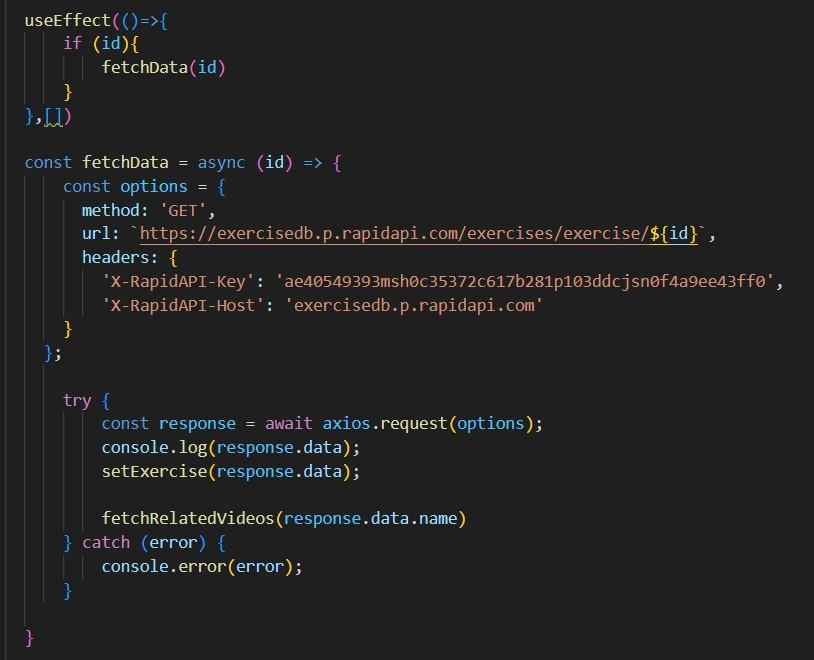 useEffect(()=>{
if (id){
fetchData(id)
}
},[])
const fetchData = async (id) => {
const options = {
method: 'GET',
url: `https://exercisedb.p.rapidapi.com/exercises/exercise/${id}`,
headers: {
'X-RapidAPI-Key': 'ae40549393msh0c35372c617b281p103ddcjsn0f4a9ee43ff0',
'X-RapidAPI-Host': 'exercisedb.p.rapidapi.com'
}
};
try {
const response = await axios.request(options);
console.log(response.data);
setExercise(response.data);
fetchRelatedVideos(response.data.name)
} catch (error) {
console.error(error);
}
}